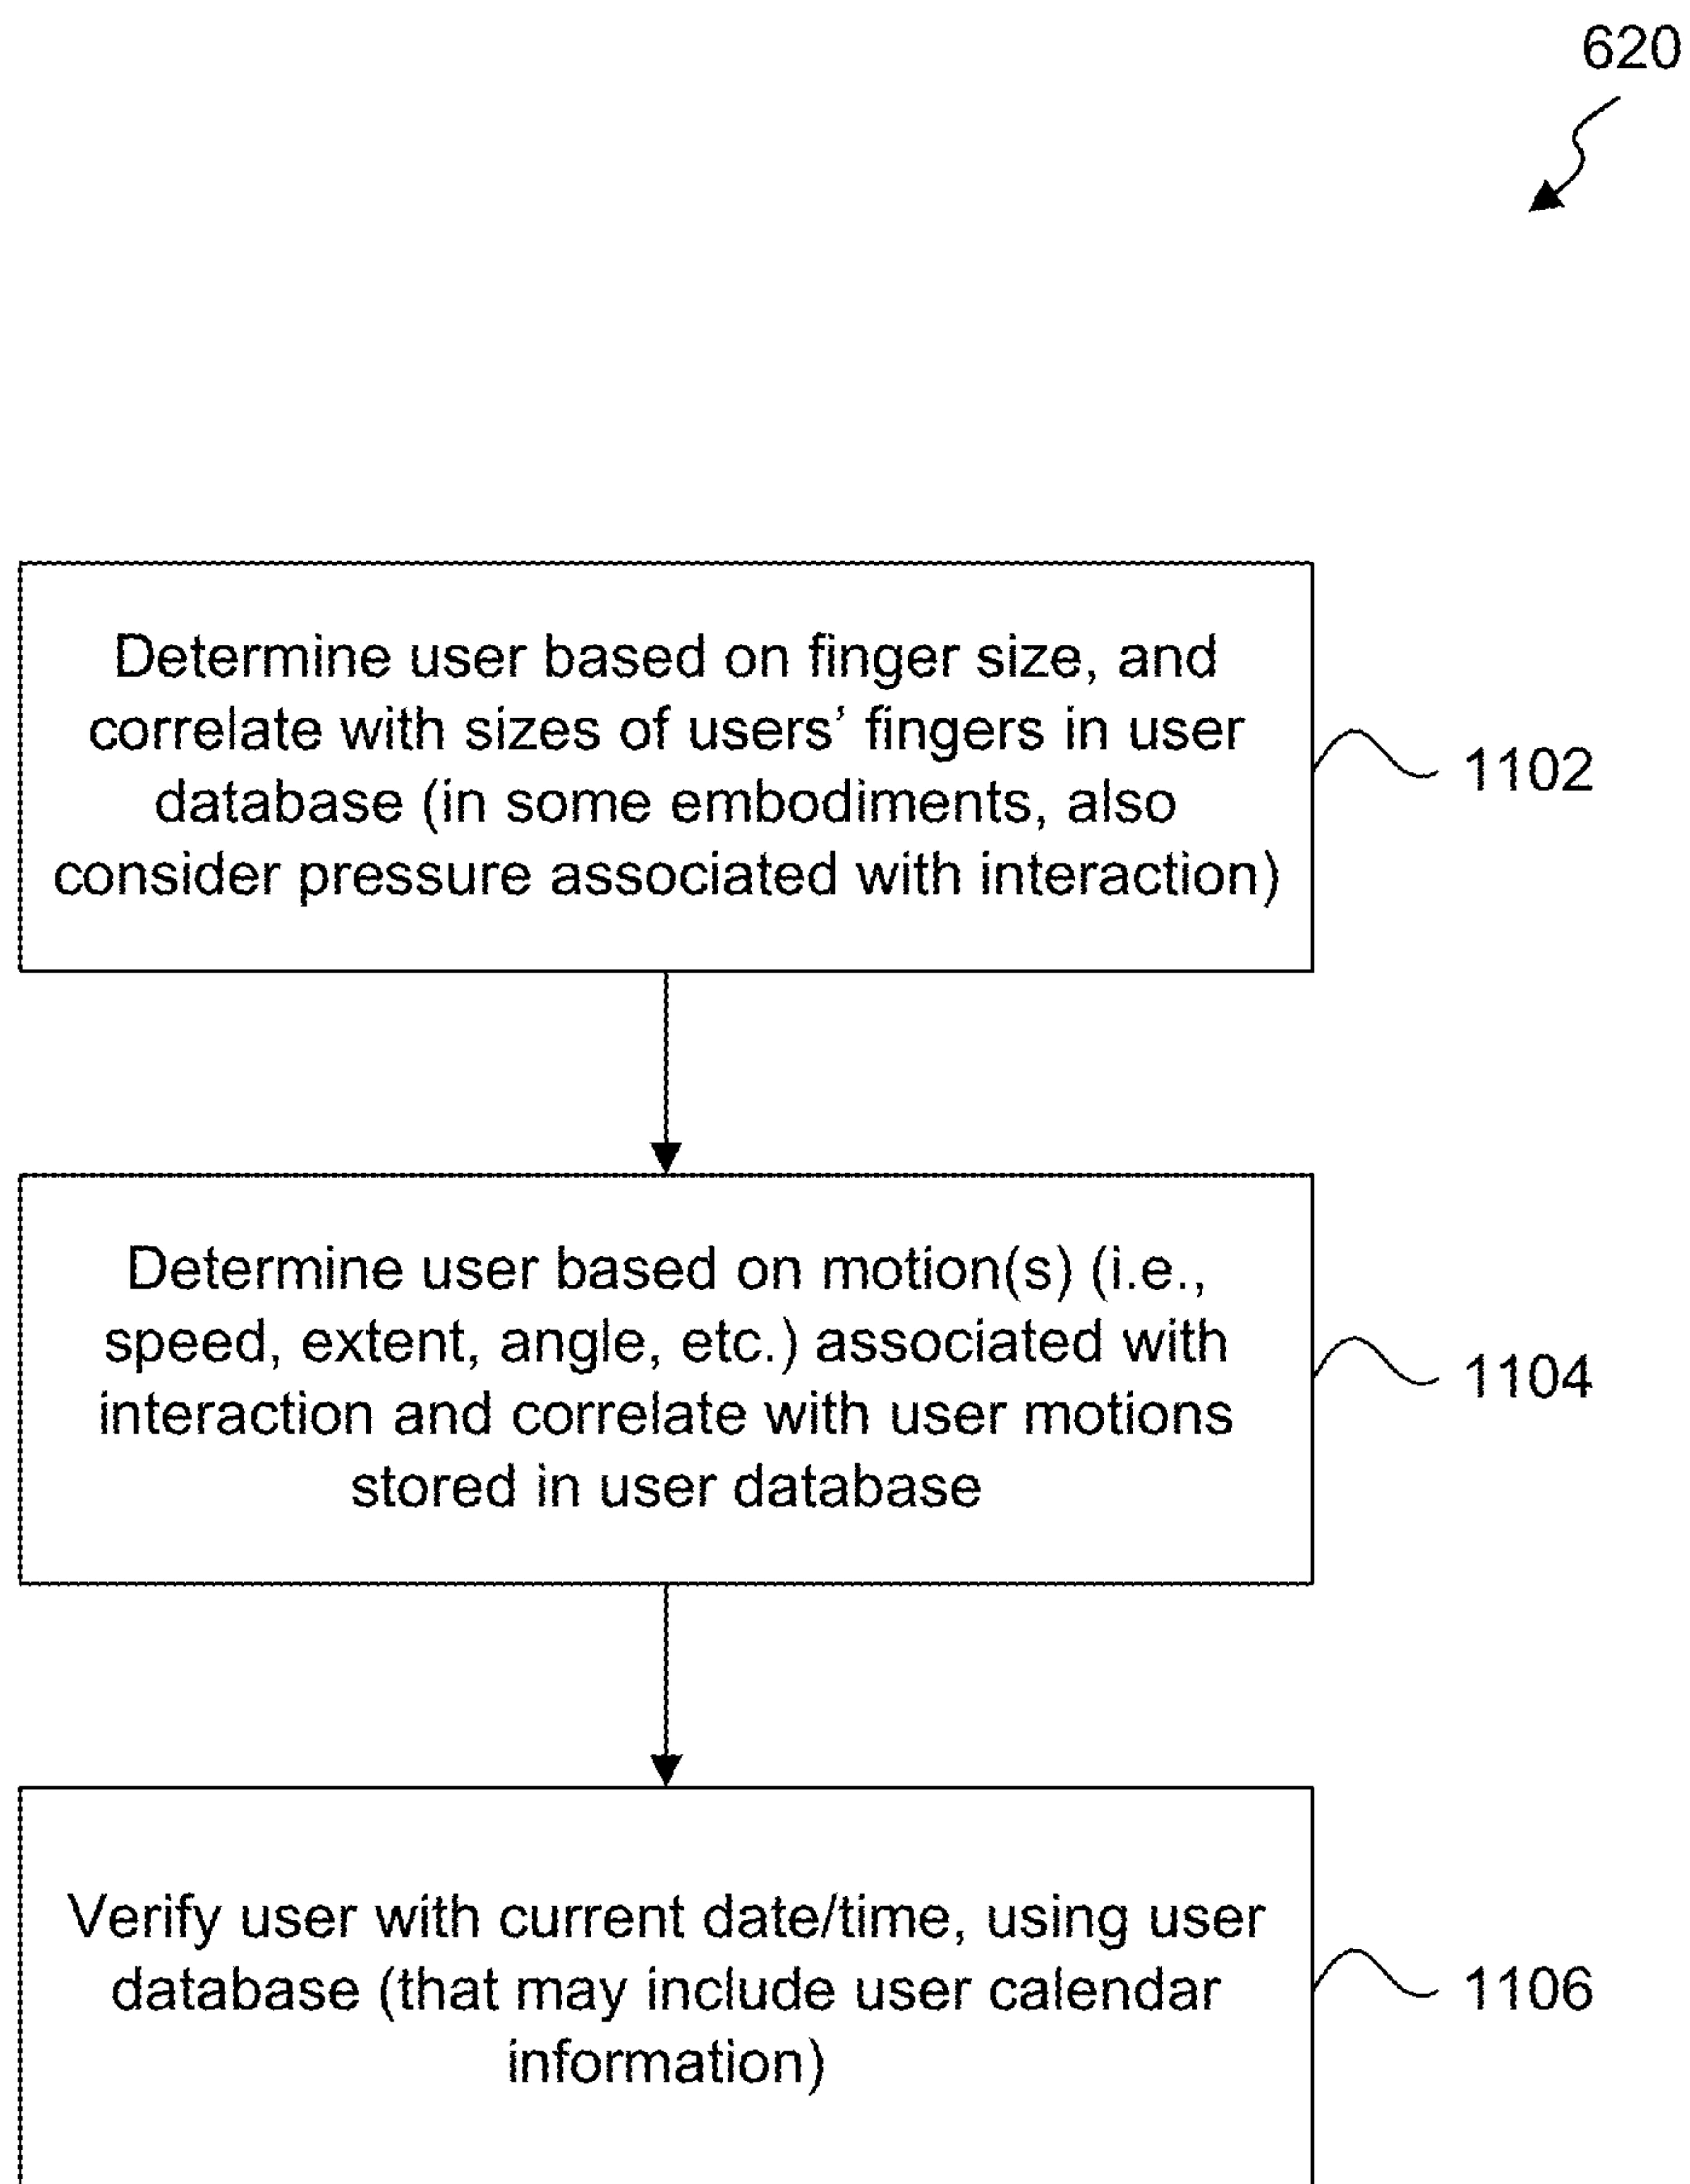 620
Determine user based on finger size, and
correlate with sizes of users' fingers in user
database (in some embodiments, also
consider pressure associated with interaction)
1102
Determine user based on motion(s) (i.e.,
speed, extent, angle, etc.) associated with
interaction and correlate with user motions
stored in user database
1104
Verify user with current date/time, using user
database (that may include user calendar
information)
1106